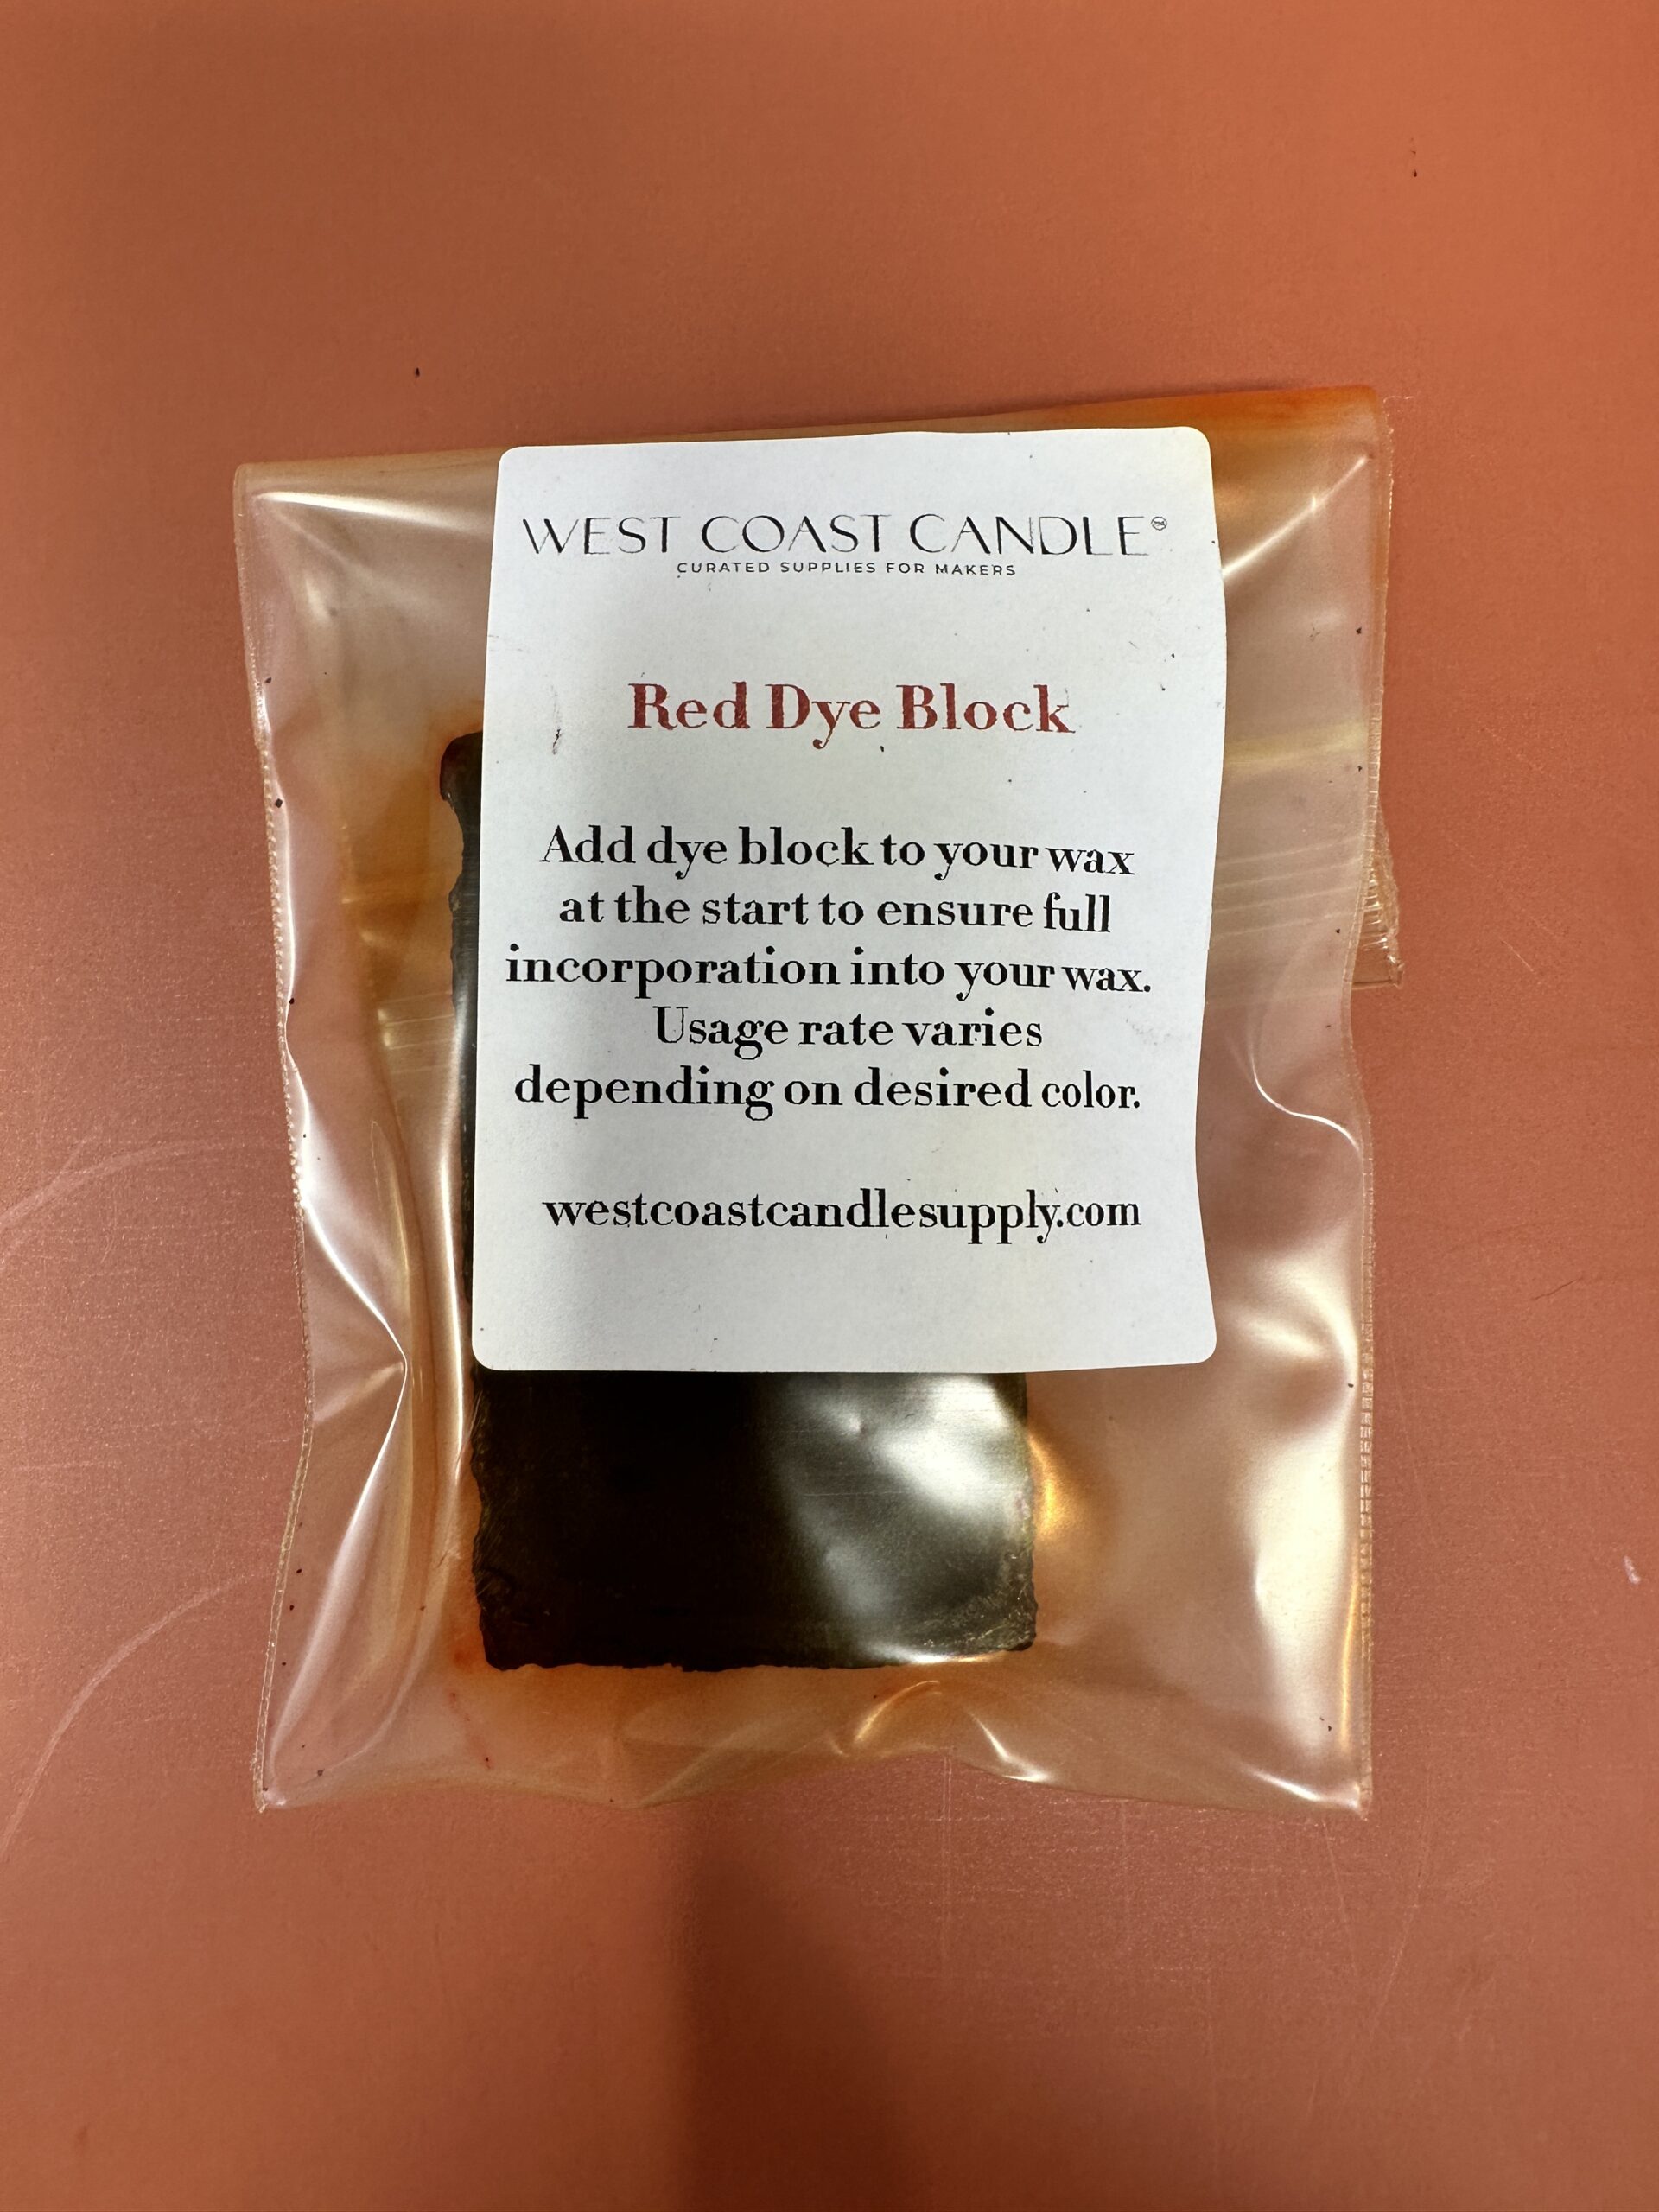 WEST COAST CANDLE
CURATED SUPPLIES FOR MAKERS
Red Dye Block
Add dye block to your wax
at the start to ensure full
incorporation into your wax.
Usage rate varies
depending on desired color.
westcoastcandlesupply.com